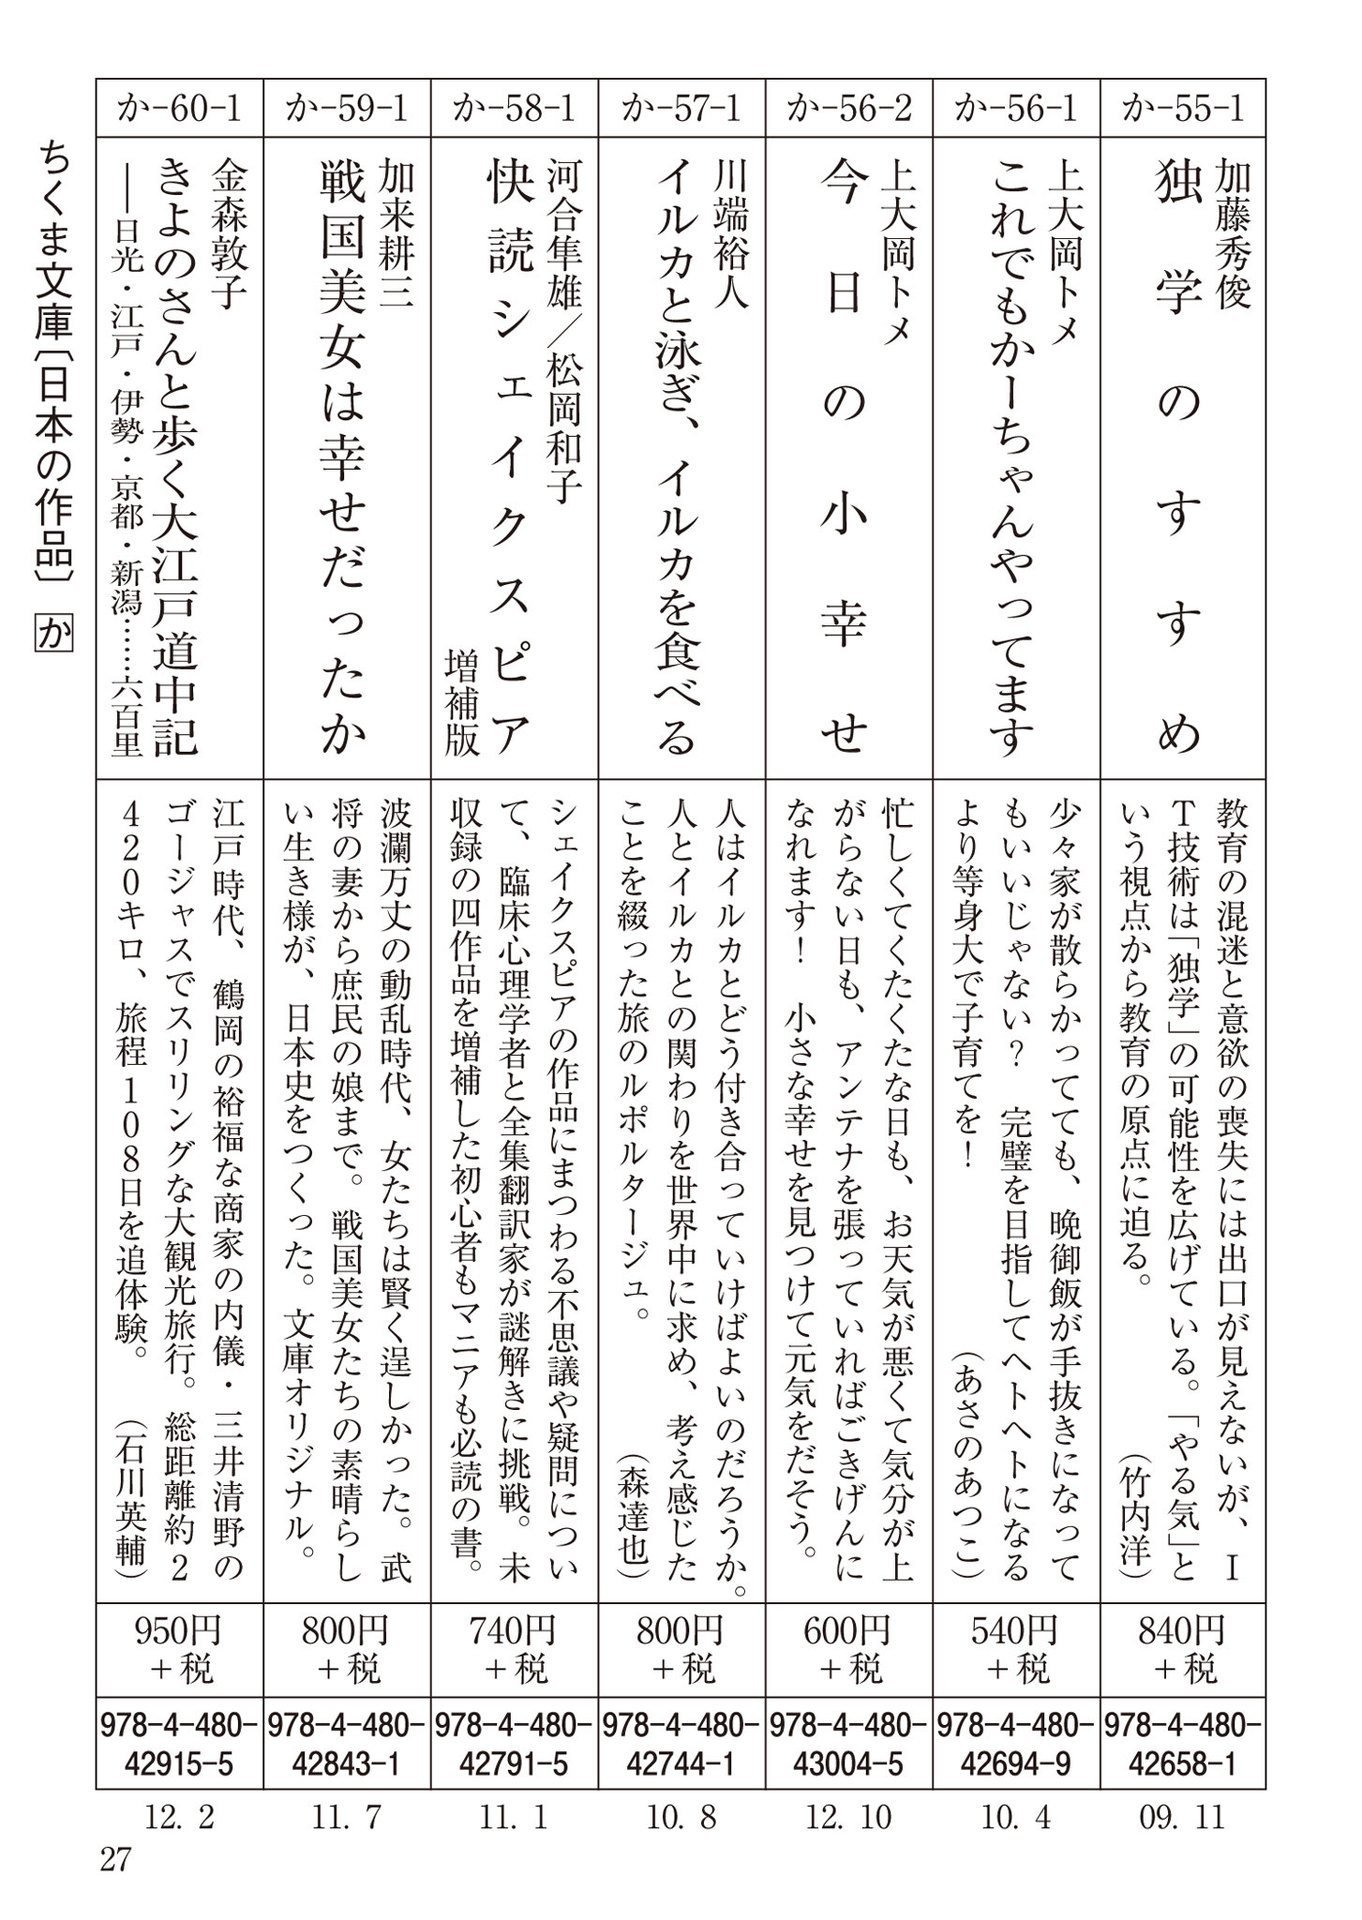 か-55-1
加藤秀俊
独学のすすめ
教育の混迷と意欲の喪失には出口が見えないが、I
T技術は「独学」の可能性を広げている。「やる気」と
いう視点から教育の原点に迫る。 (竹内洋)
840円
+税
978-4-480-
42658-1
09. 11
か-56-1
上大岡トメ
これでもかーちゃんやってます
少々家が散らかってても、晩御飯が手抜きになって
もいいじゃない? 完璧を目指してヘトヘトになる
より等身大で子育てを! (あさのあつこ)
540円
+税
978-4-480-
42694-9
10. 4
か-56-2
上大岡トメ
今日の小幸せ
忙しくてくたくたな日も、お天気が悪くて気分が上
がらない日も、アンテナを張っていればごきげんに
なれます! 小さな幸せを見つけて元気をだそう。
600円
+税
978-4-480-
43004-5
12. 10
か-57-1
川端裕人
イルカと泳ぎ、イルカを食べる
人はイルカとどう付き合っていけばよいのだろうか。
人とイルカとの関わりを世界中に求め、考え感じた
ことを綴った旅のルポルタージュ。 (森達也)
800円
+税
978-4-480-
42744-1
10. 8
か-58-1
河合隼雄/松岡和子
快読シェイクスピア
増補版
シェイクスピアの作品にまつわる不思議や疑問につい
て、臨床心理学者と全集翻訳家が謎解きに挑戦。未
収録の四作品を増補した初心者もマニアも必読の書。
740円
+税
978-4-480-
42791-5
11. 1
か-59-1
加来耕三
戦国美女は幸せだったか
波瀾万丈の動乱時代、女たちは賢く逞しかった。武
将の妻から庶民の娘まで。戦国美女たちの素晴らし
い生き様が、日本史をつくった。文庫オリジナル。
800円
+税
978-4-480-
42843-1
11. 7
か-60-1
金森敦子
きよのさんと歩く大江戸道中記
──日光・江戸・伊勢・京都・新潟……六百里
江戸時代、鶴岡の裕福な商家の内儀・三井清野の
ゴージャスでスリリングな大観光旅行。総距離約2
420キロ、旅程108日を追体験。 (石川英輔)
950円
+税
978-4-480-
42915-5
12. 2
ちくま文庫〔日本の作品〕 か
27